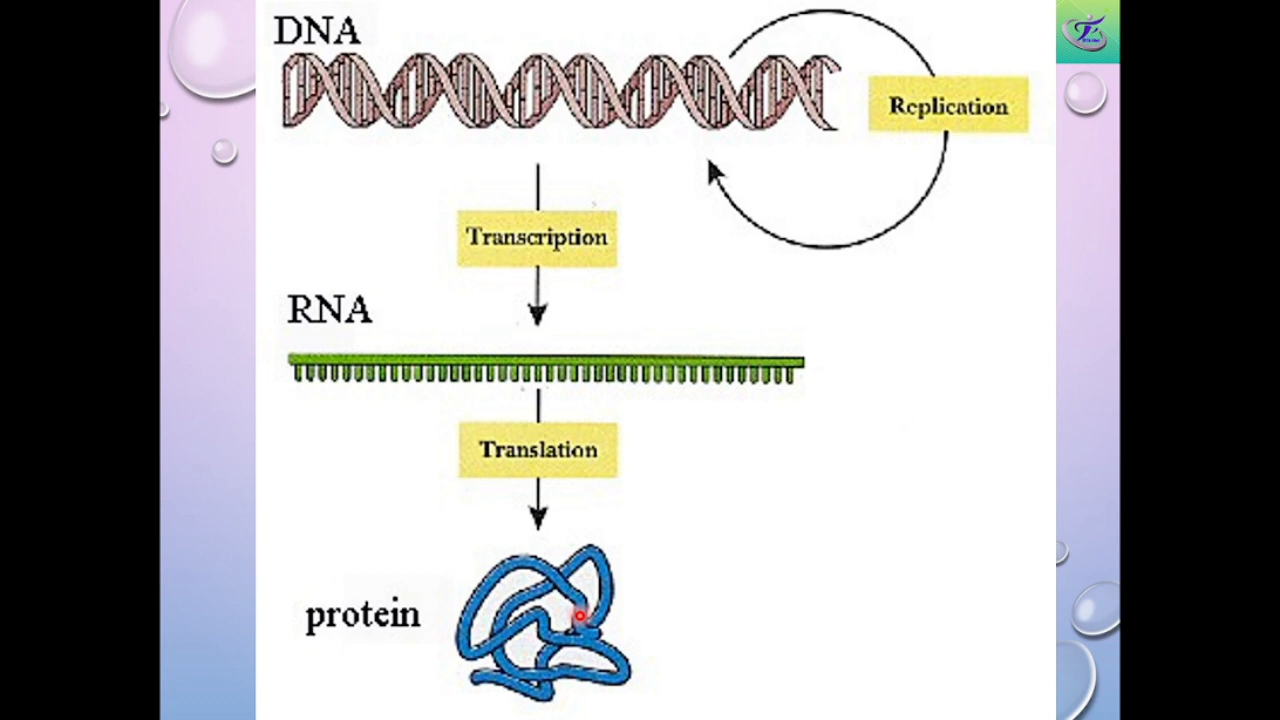 DNA
Replication
Transcription
RNA
Translation
protein